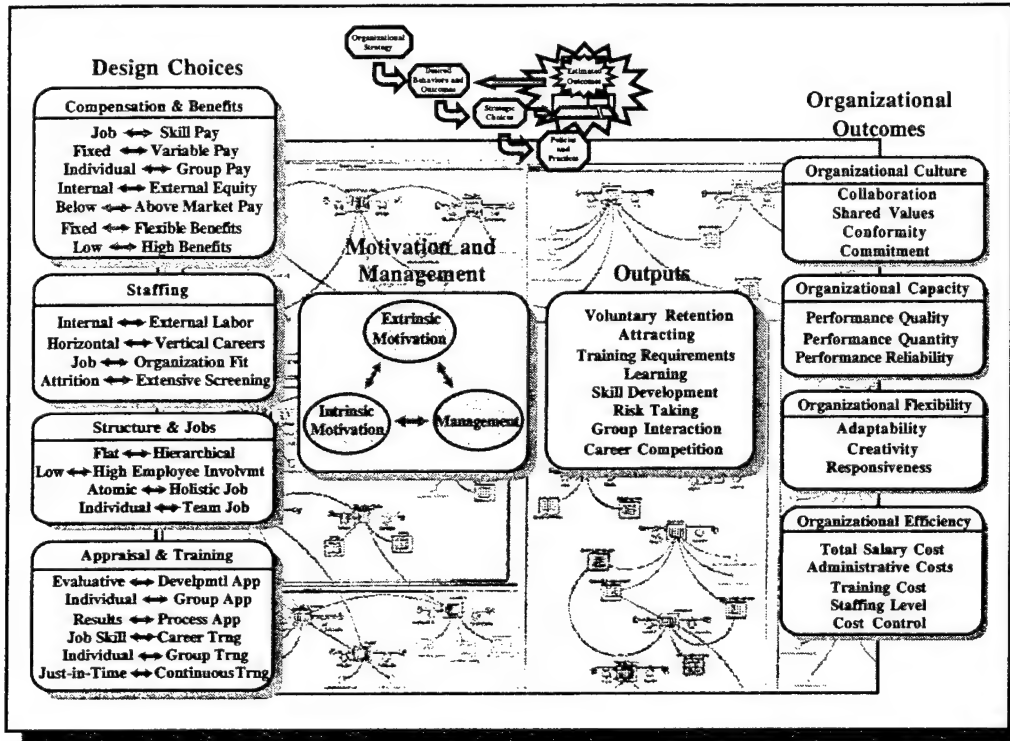 Organizational
Strategy
Desired
Behaviors and
Outcomes
Estimated
Outcomes
Strategic
Choices
Policies
and
Practices
Design Choices
Compensation & Benefits
Job ⇔ Skill Pay
Fixed ⇔ Variable Pay
Individual ⇔ Group Pay
Internal ⇔ External Equity
Below ⇔ Above Market Pay
Fixed ⇔ Flexible Benefits
Low ⇔ High Benefits
Staffing
Internal ⇔ External Labor
Horizontal ⇔ Vertical Careers
Job ⇔ Organization Fit
Attrition ⇔ Extensive Screening
Structure & Jobs
Flat ⇔ Hierarchical
Low ⇔ High Employee Involvmt
Atomic ⇔ Holistic Job
Individual ⇔ Team Job
Appraisal & Training
Evaluative ⇔ Develpmtl App
Individual ⇔ Group App
Results ⇔ Process App
Job Skill ⇔ Career Trng
Individual ⇔ Group Trng
Just-in-Time ⇔ Continuous Trng
Motivation and
Management
Extrinsic
Motivation
Intrinsic
Motivation
Management
Outputs
Voluntary Retention
Attracting
Training Requirements
Learning
Skill Development
Risk Taking
Group Interaction
Career Competition
Organizational
Outcomes
Organizational Culture
Collaboration
Shared Values
Conformity
Commitment
Organizational Capacity
Performance Quality
Performance Quantity
Performance Reliability
Organizational Flexibility
Adaptability
Creativity
Responsiveness
Organizational Efficiency
Total Salary Cost
Administrative Costs
Training Cost
Staffing Level
Cost Control